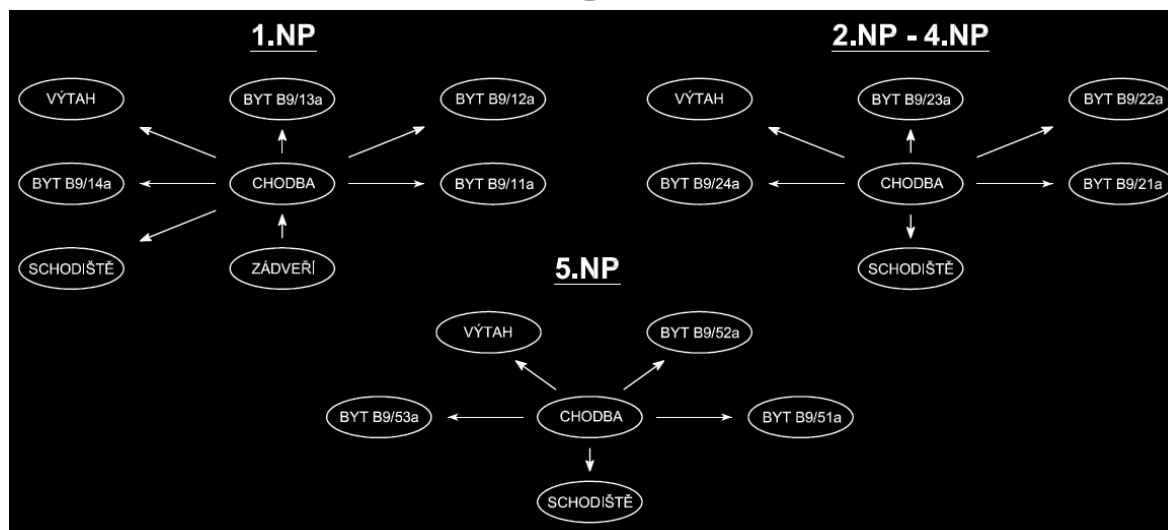 1.NP
2.NP - 4.NP
VÝTAH
BYT B9/13a
BYT B9/12a
VÝTAH
BYT B9/23a
BYT B9/22a
BYT B9/14a
CHODBA
BYT B9/11a
BYT B9/24a
CHODBA
BYT B9/21a
SCHODIŠTĚ
ZÁDVEŘÍ
SCHODIŠTĚ
5.NP
VÝTAH
BYT B9/52a
BYT B9/53a
CHODBA
BYT B9/51a
SCHODIŠTĚ